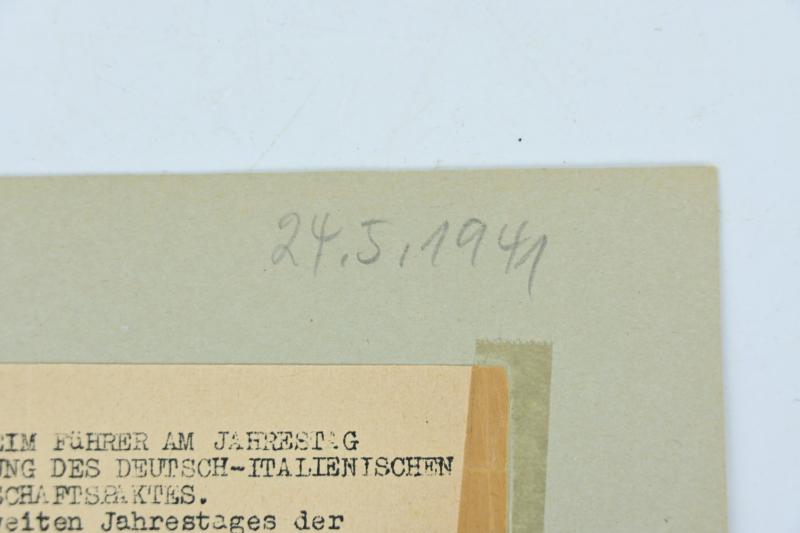 24.5.1941
EIM FÜHRER AM JAHRESTAG
UNG DES DEUTSCH-ITALIENISCHEN
SCHAFTSPAKTES.
weiten Jahrestages der